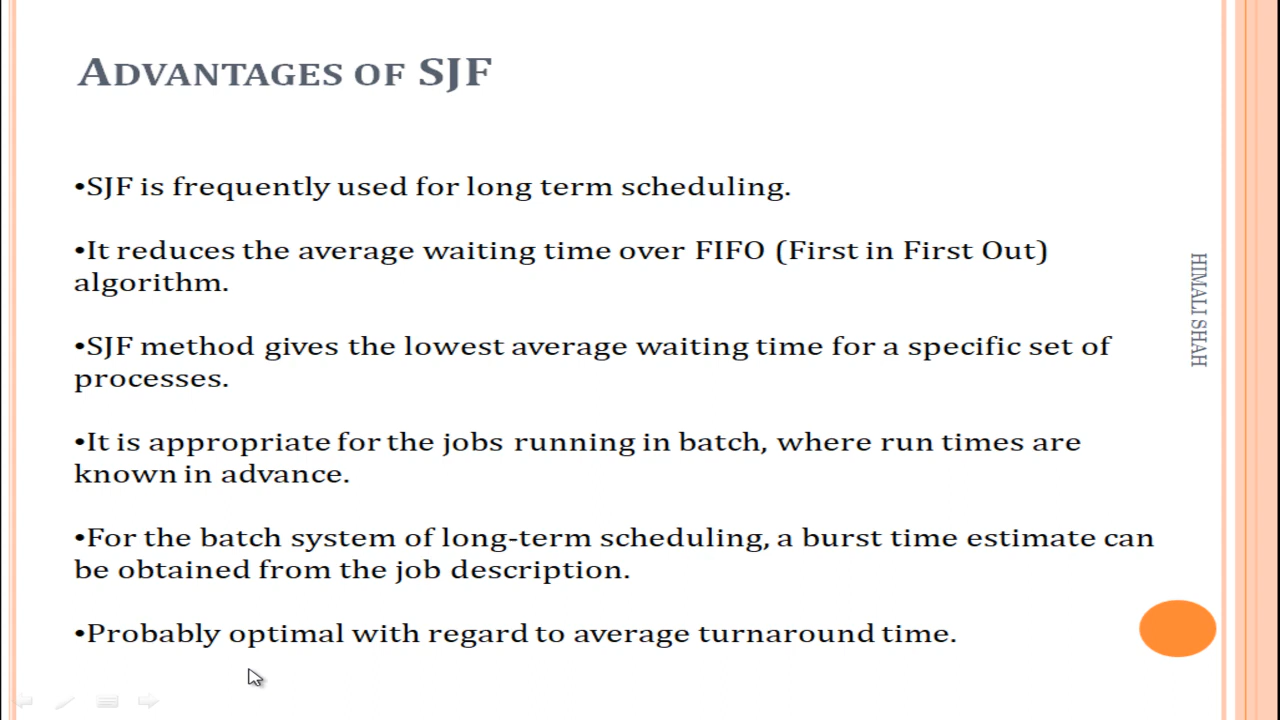 ADVANTAGES OF SJF
•SJF is frequently used for long term scheduling.
•It reduces the average waiting time over FIFO (First in First Out)
algorithm.
•SJF method gives the lowest average waiting time for a specific set of
processes.
•It is appropriate for the jobs running in batch, where run times are
known in advance.
•For the batch system of long-term scheduling, a burst time estimate can
be obtained from the job description.
•Probably optimal with regard to average turnaround time.
HIMALI SHAH